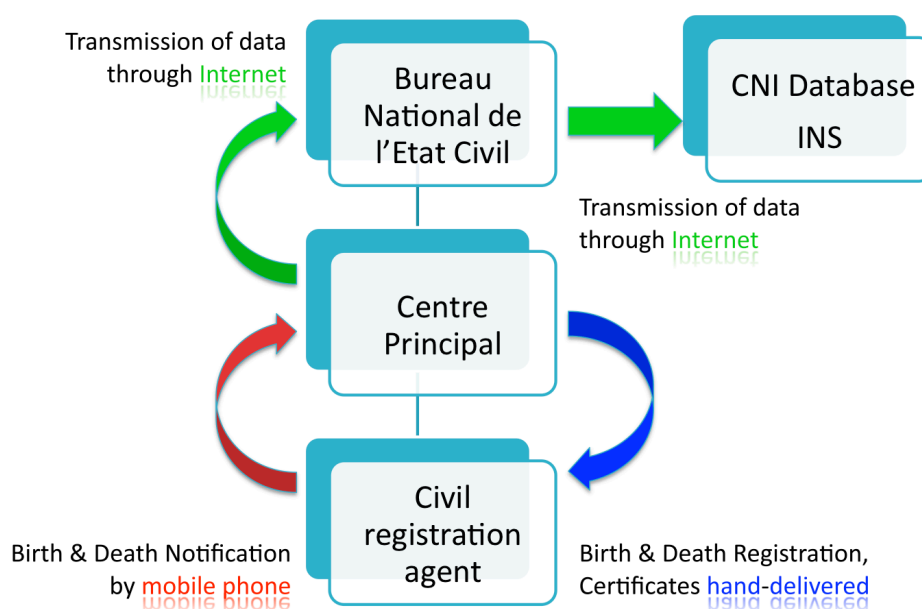 Transmission of data
through Internet
Bureau
National de
l'Etat Civil
CNI Database
INS
Transmission of data
through Internet
Centre
Principal
Civil
registration
agent
Birth & Death Notification
by mobile phone
Birth & Death Registration,
Certificates hand-delivered